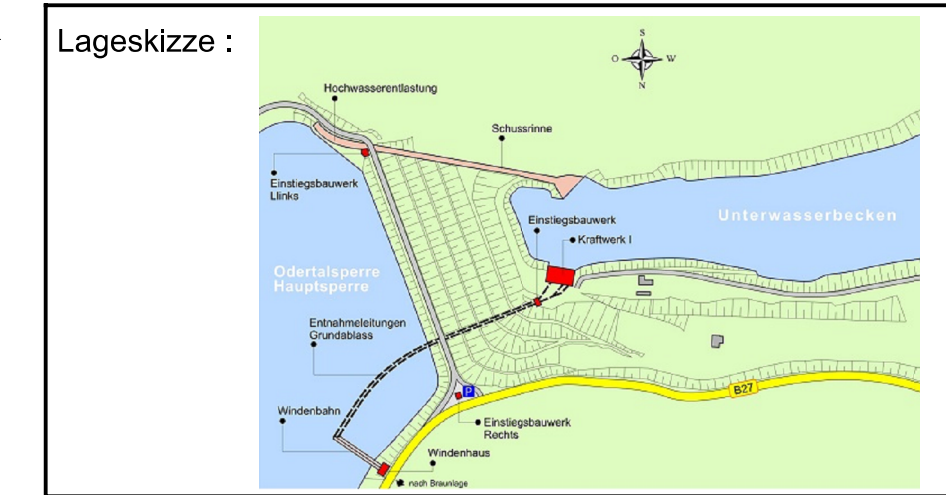 Lageskizze :
S
O
W
N
Hochwasserentlastung
Schussrinne
Einstiegsbauwerk
Llinks
Einstiegsbauwerk
Kraftwerk I
Unterwasserbecken
Odertalsperre
Hauptsperre
Entnahmeleitungen
Grundablass
B27
P
Windenbahn
Einstiegsbauwerk
Rechts
Windenhaus
nach Braunlage